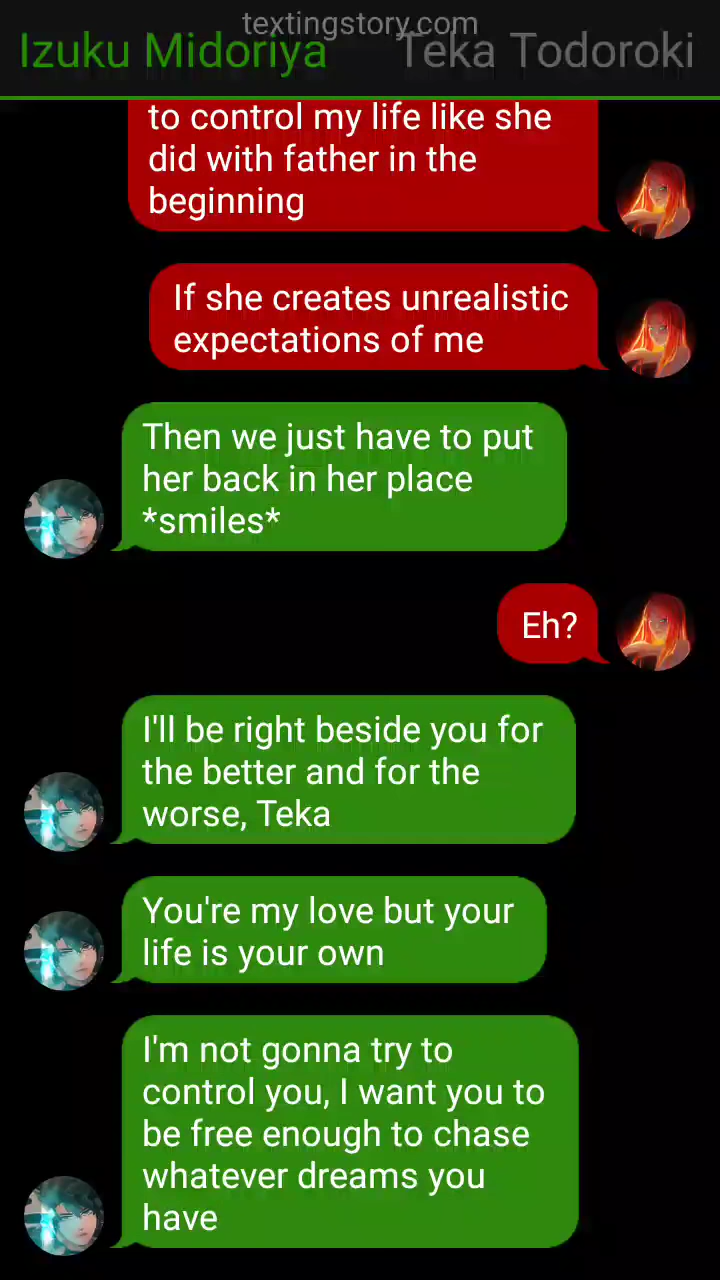 textingstory.com
Izuku Midoriya Teka Todoroki
to control my life like she
did with father in the
beginning
If she creates unrealistic
expectations of me
Then we just have to put
her back in her place
*smiles*
Eh?
I'll be right beside you for
the better and for the
worse, Teka
You're my love but your
life is your own
I'm not gonna try to
control you, I want you to
be free enough to chase
whatever dreams you
have